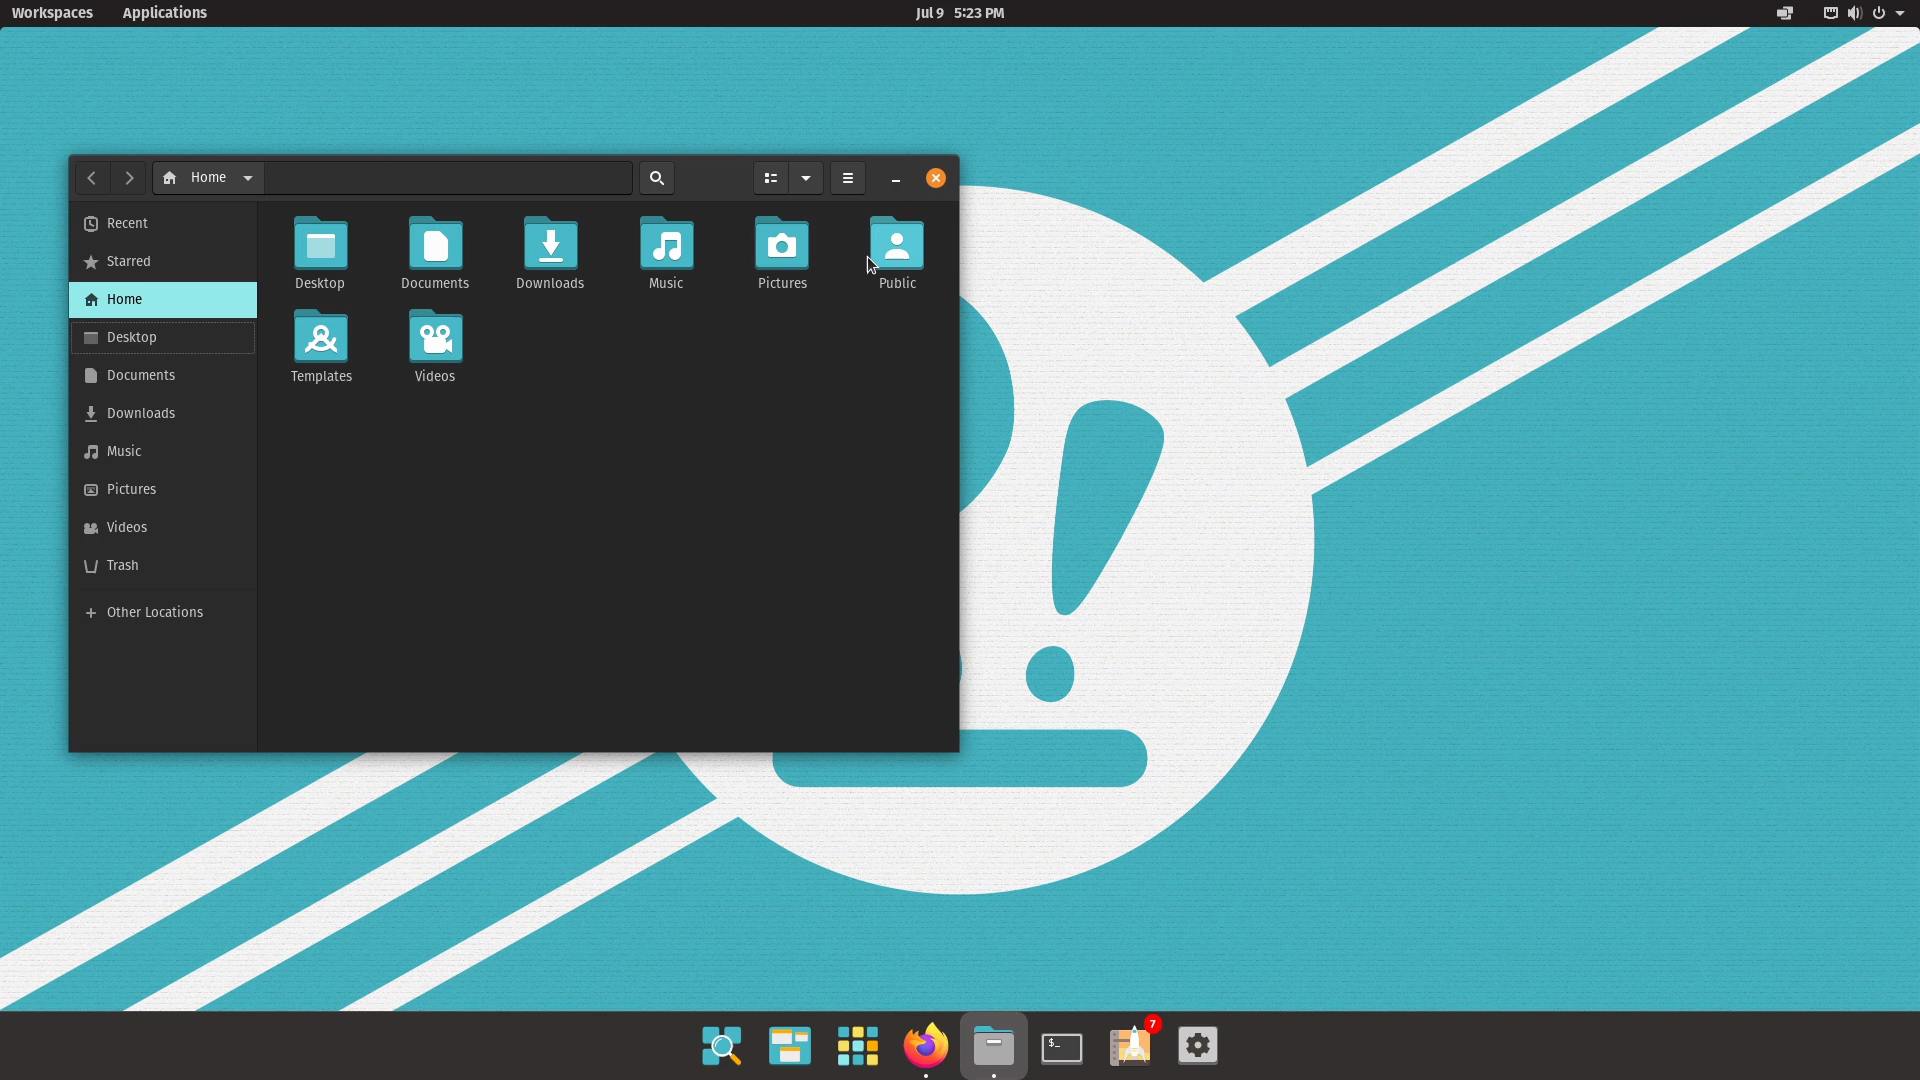 Workspaces Applications Jul 9 5:23 PM
Home
Recent
Starred
Home
Desktop
Documents
Downloads
Music
Pictures
Videos
Trash
Other Locations
Desktop Documents Downloads Music Pictures Public
Templates Videos
$_
7